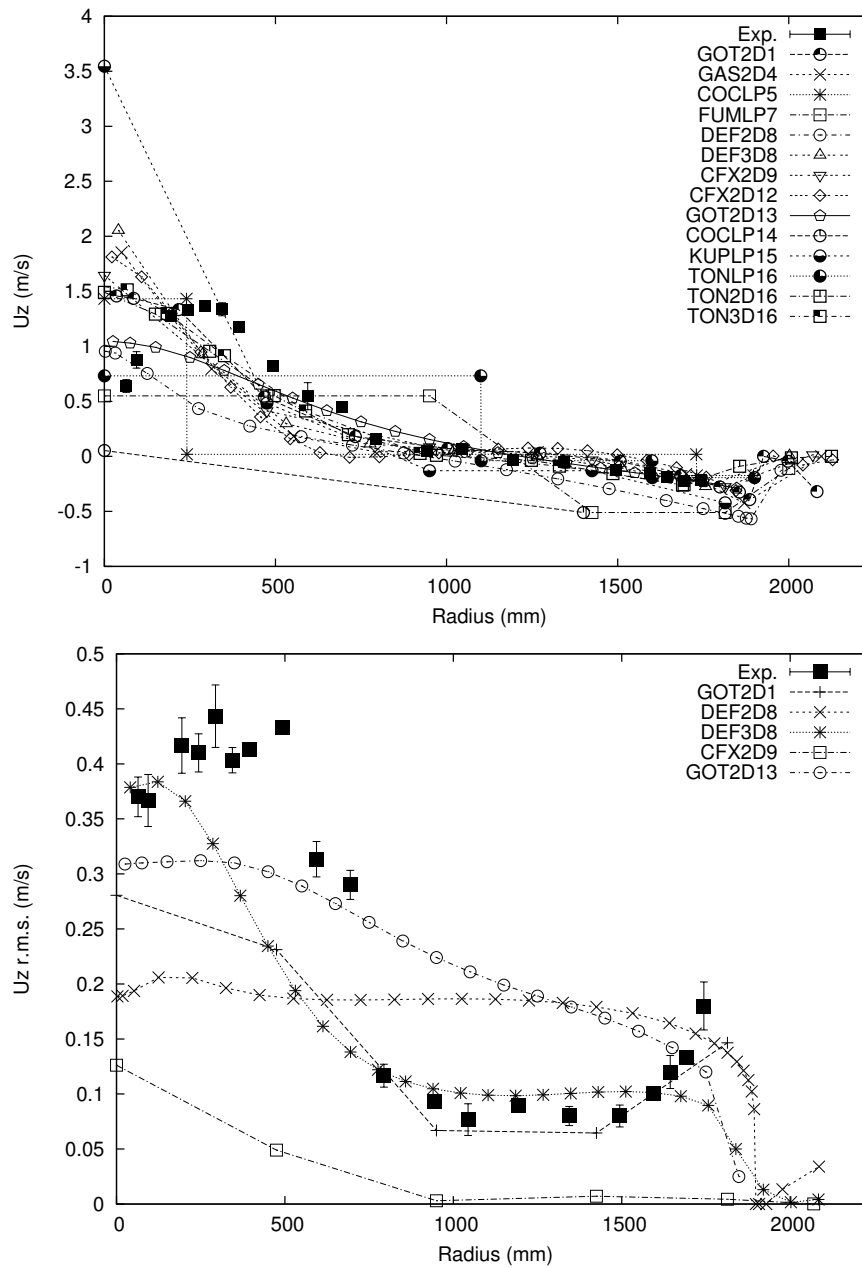 4
3.5
3
2.5
2
1.5
1
0.5
0
-0.5
-1
0
500
1000
1500
2000
Uz (m/s)
Radius (mm)
Exp.
GOT2D1
GAS2D4
COCLP5
FUMLP7
DEF2D8
DEF3D8
CFX2D9
CFX2D12
GOT2D13
COCLP14
KUPLP15
TONLP16
TON2D16
TON3D16
0.5
0.45
0.4
0.35
0.3
0.25
0.2
0.15
0.1
0.05
0
0
500
1000
1500
2000
Uz r.m.s. (m/s)
Radius (mm)
Exp.
GOT2D1
DEF2D8
DEF3D8
CFX2D9
GOT2D13